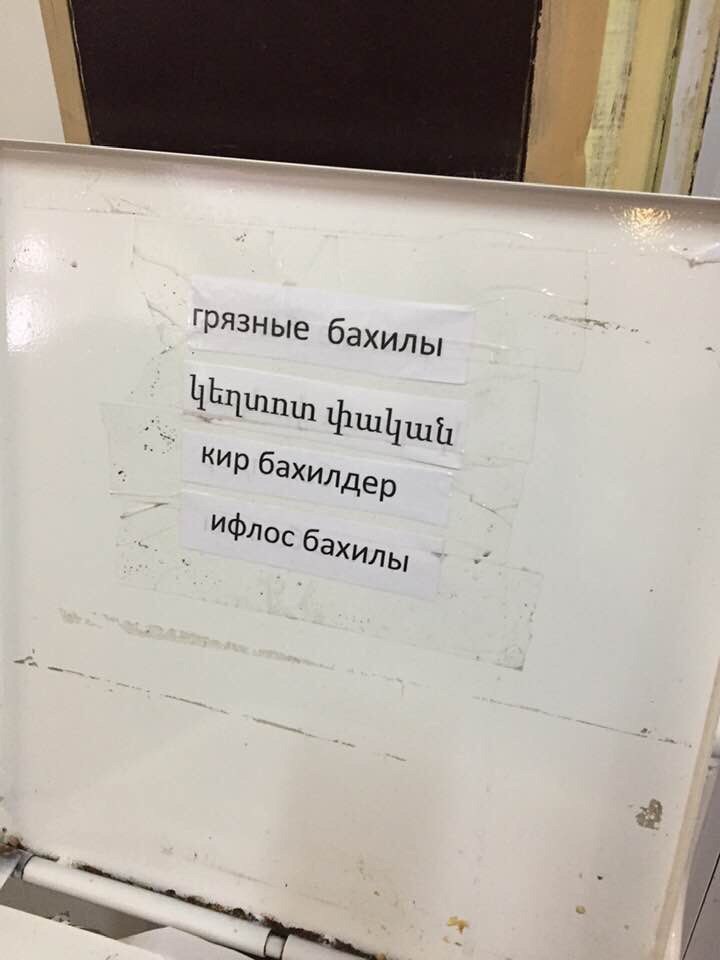 грязные бахилы
կեղտոտ փական
кир бахилдер
ифлос бахилы